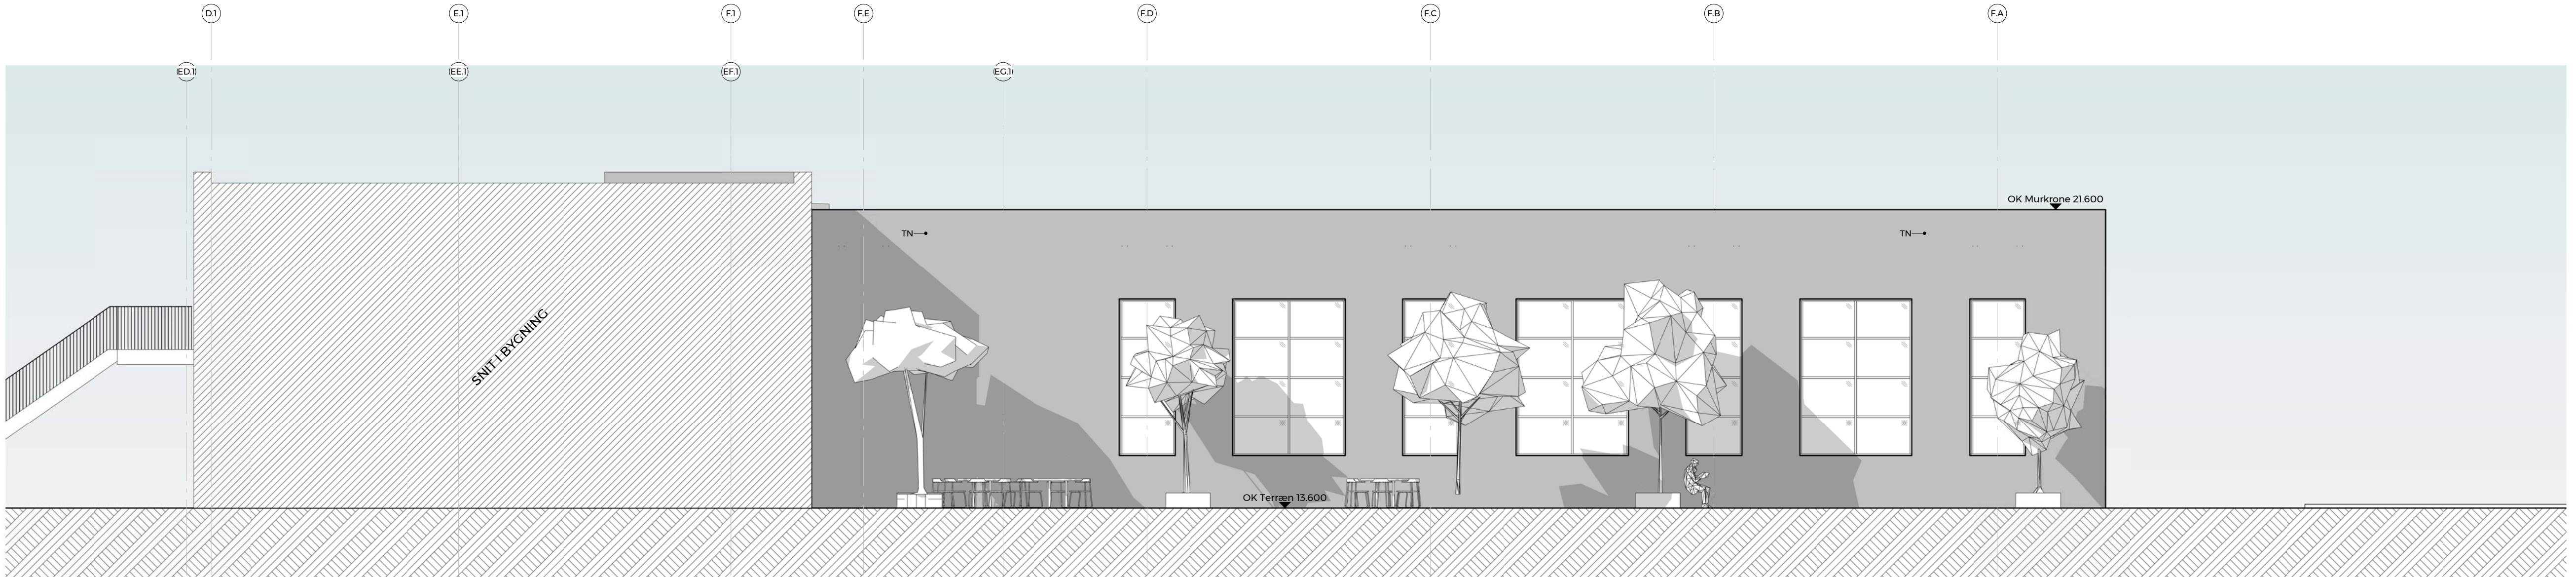 D.1
E.1
F.1
F.E
F.D
F.C
F.B
F.A
(ED.1)
(EE.1)
(EF.1)
(EG.1)
OK Murkrone 21.600
TN
TN
SNIT I BYGNING
OK Terræn 13.600